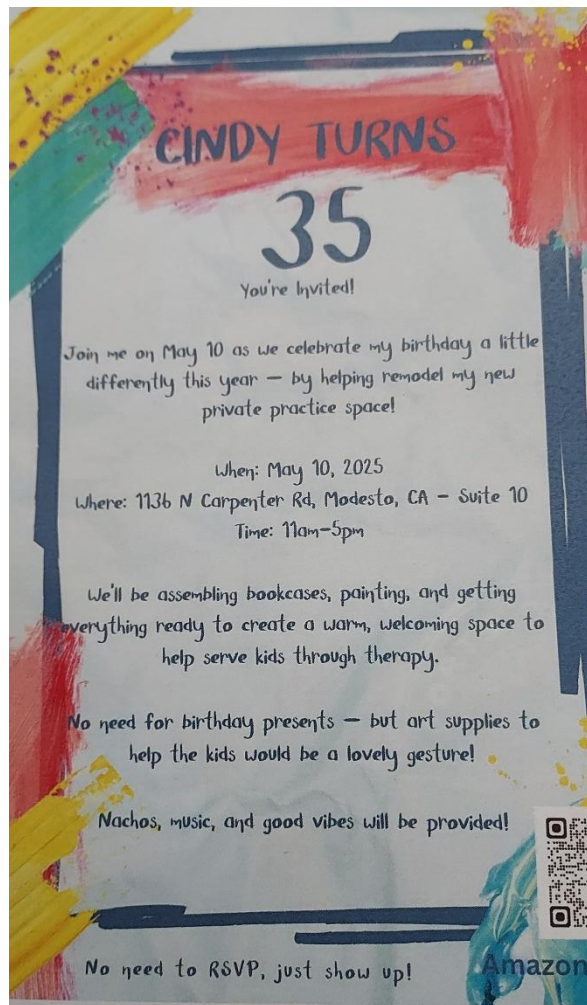 CINDY TURNS
35
You're Invited!
Join me on May 10 as we celebrate my birthday a little
differently this year – by helping remodel my new
private practice space!
When: May 10, 2025
Where: 1136 N Carpenter Rd, Modesto, CA – Suite 10
Time: 11am–5pm
We'll be assembling bookcases, painting, and getting
everything ready to create a warm, welcoming space to
help serve kids through therapy.
No need for birthday presents – but art supplies to
help the kids would be a lovely gesture!
Nachos, music, and good vibes will be provided!
No need to RSVP, just show up!
Amazon